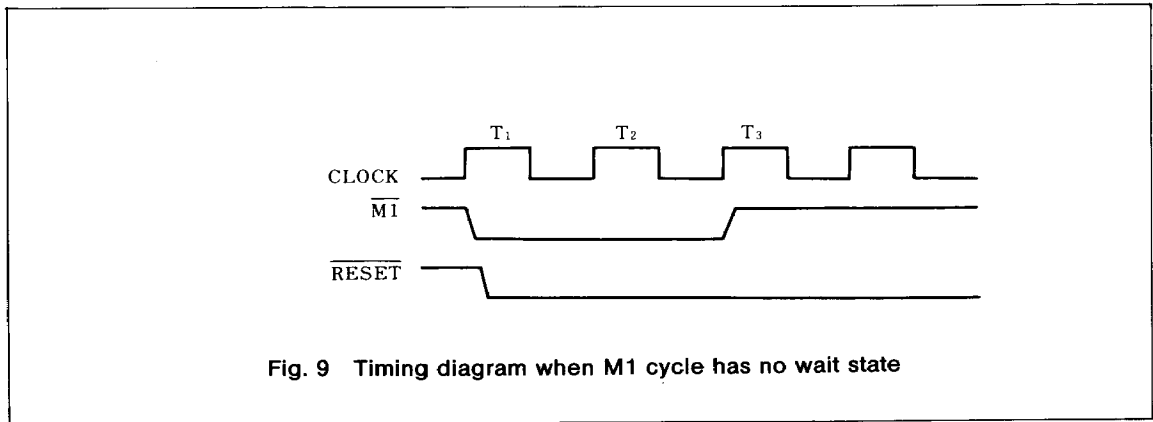 T₁ T₂ T₃
CLOCK
M1
RESET
Fig. 9 Timing diagram when M1 cycle has no wait state